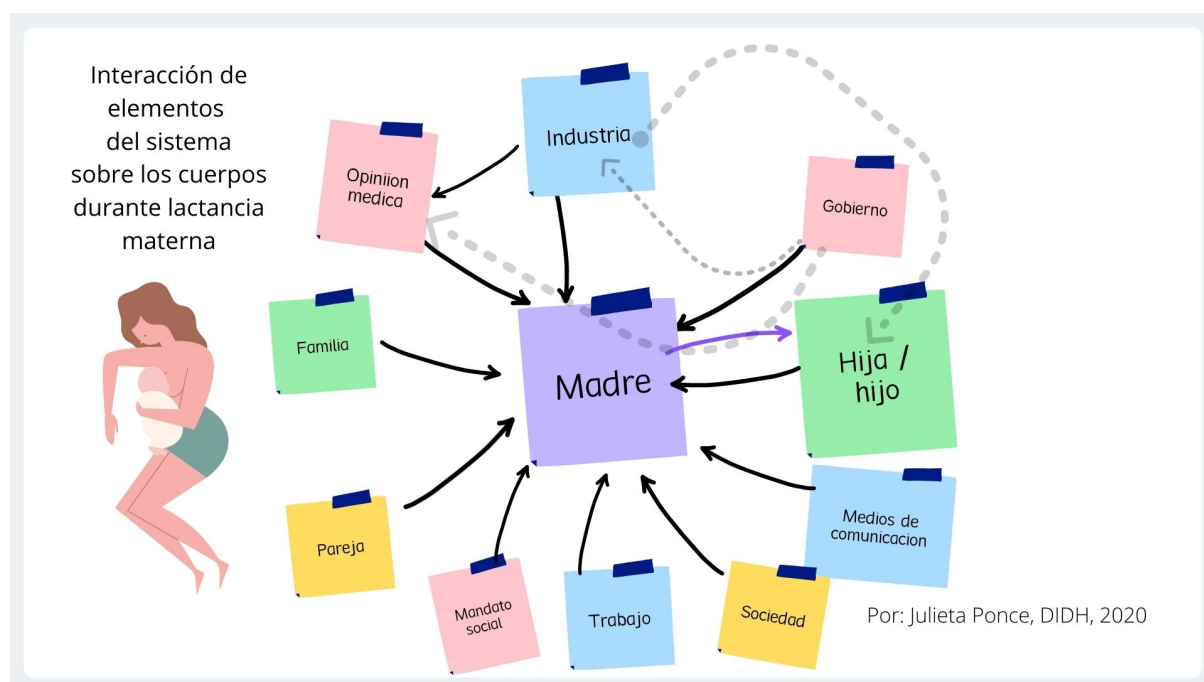 Interacción de
elementos
del sistema
sobre los cuerpos
durante lactancia
materna
Industria
Opiniion
medica
Gobierno
Familia
Madre
Hija /
hijo
Pareja
Medios de
comunicacion
Mandato
social
Trabajo
Sociedad
Por: Julieta Ponce, DIDH, 2020